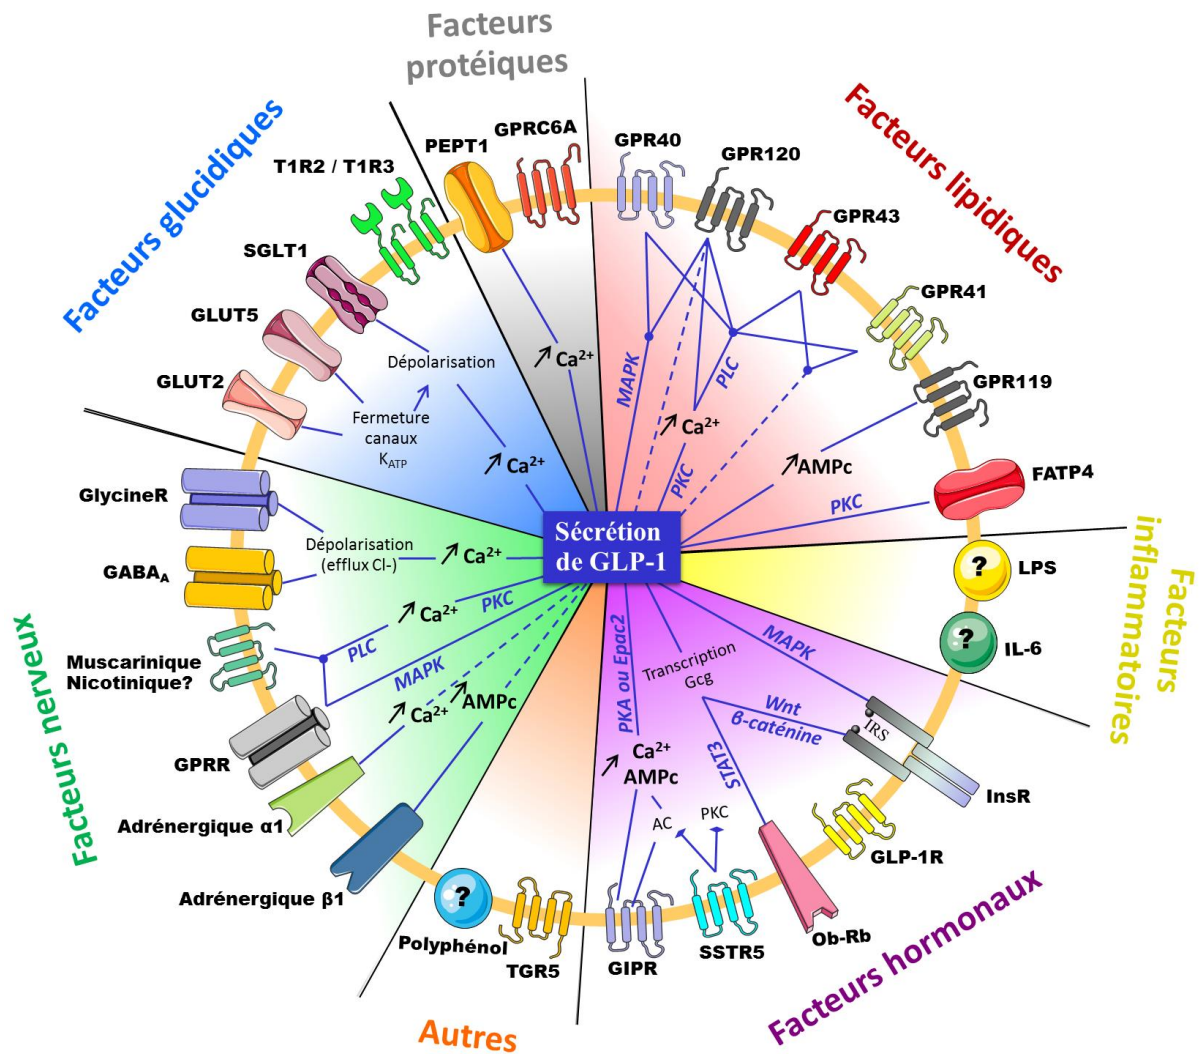 Facteurs
protéiques
Facteurs glucidiques
Facteurs lipidiques
T1R2 / T1R3
PEPT1
GPRC6A
GPR40
GPR120
GPR43
GPR41
GPR119
FATP4
SGLT1
GLUT5
GLUT2
Dépolarisation
Fermeture
canaux
KATP
↗ Ca²⁺
↗ Ca²⁺
MAPK
PLC
↗ Ca²⁺
PKC
↗AMPc
PKC
Sécrétion
de GLP-1
Facteurs
inflammatoires
?
LPS
?
IL-6
GlycineR
GABAA
Muscarinique
Nicotinique?
GPRR
Adrénergique α1
Adrénergique β1
Facteurs nerveux
Dépolarisation
(efflux Cl-)
↗ Ca²⁺
↗ Ca²⁺
PKC
PLC
MAPK
↗ Ca²⁺
↗AMPc
PKA ou Epac2
Transcription
Gcg
MAPK
Wnt
β-caténine
STAT3
IRS
↗ Ca²⁺
AMPc
AC
PKC
InsR
GLP-1R
Ob-Rb
SSTR5
GIPR
TGR5
?
Polyphénol
Autres
Facteurs hormonaux